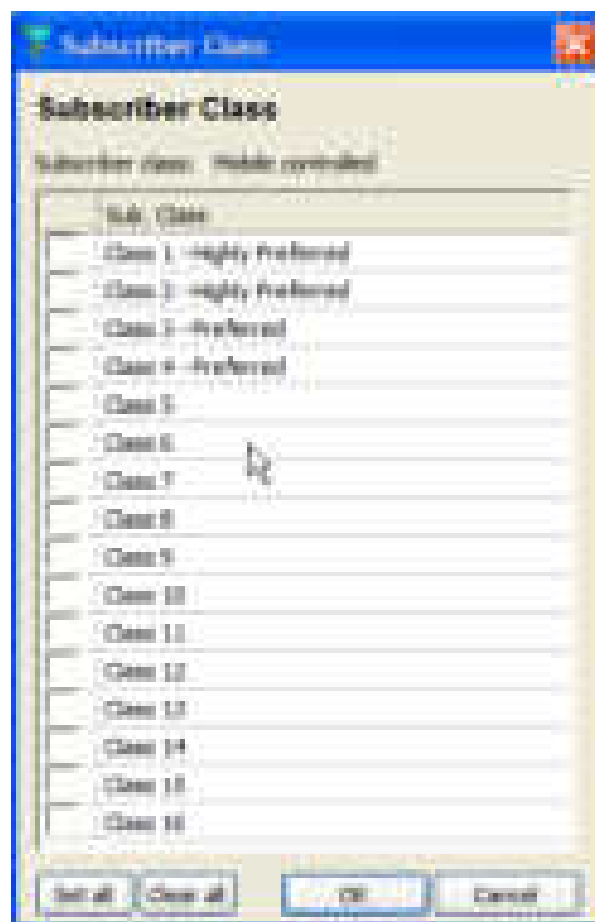 Subscriber Class
Subscriber Class
Subscriber class: Mobile controlled
Sub. Class
Class 1 -Highly Preferred
Class 2 -Highly Preferred
Class 3 -Preferred
Class 4 -Preferred
Class 5
Class 6
Class 7
Class 8
Class 9
Class 10
Class 11
Class 12
Class 13
Class 14
Class 15
Class 16
Set all Clear all OK Cancel